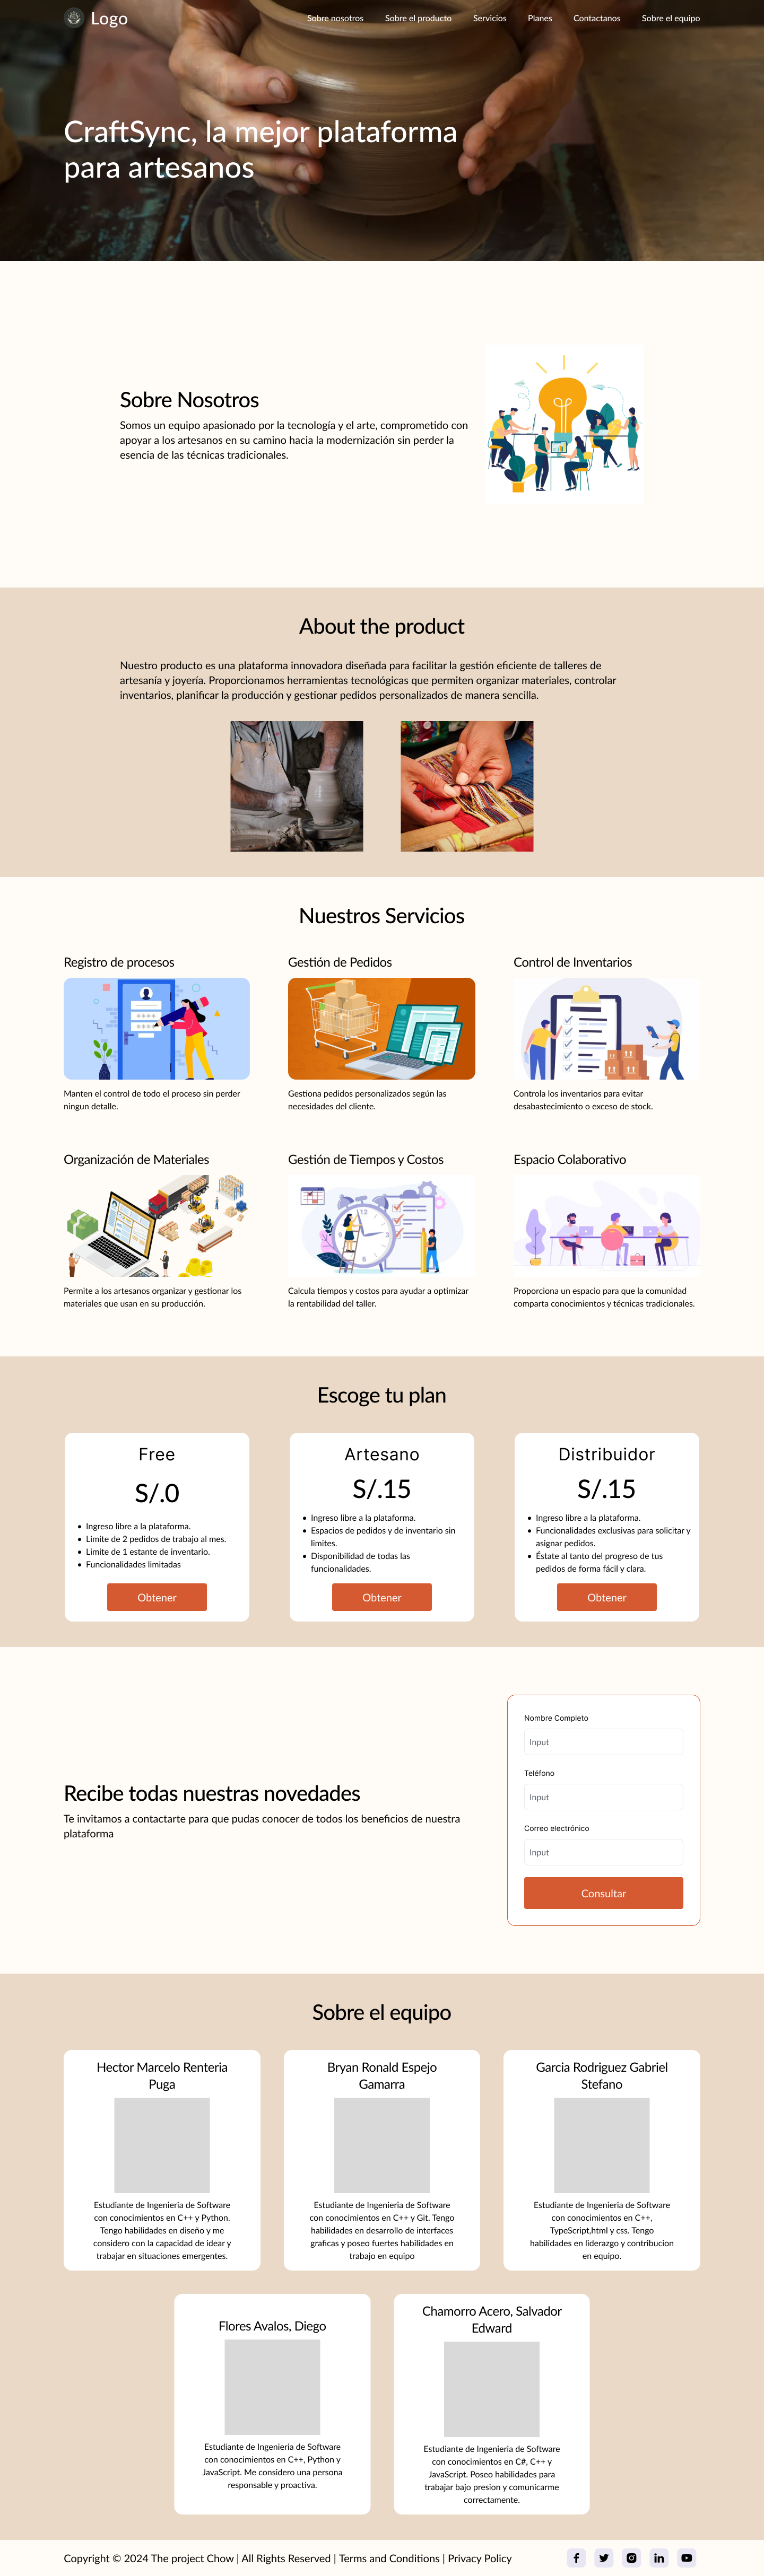 Logo
Sobre nosotros Sobre el producto Servicios Planes Contactanos Sobre el equipo
CraftSync, la mejor plataforma
para artesanos
Sobre Nosotros
Somos un equipo apasionado por la tecnología y el arte, comprometido con
apoyar a los artesanos en su camino hacia la modernización sin perder la
esencia de las técnicas tradicionales.
About the product
Nuestro producto es una plataforma innovadora diseñada para facilitar la gestión eficiente de talleres de
artesanía y joyería. Proporcionamos herramientas tecnológicas que permiten organizar materiales, controlar
inventarios, planificar la producción y gestionar pedidos personalizados de manera sencilla.
Nuestros Servicios
Registro de procesos
Manten el control de todo el proceso sin perder
ningun detalle.
Gestión de Pedidos
Gestiona pedidos personalizados según las
necesidades del cliente.
Control de Inventarios
Controla los inventarios para evitar
desabastecimiento o exceso de stock.
Organización de Materiales
Permite a los artesanos organizar y gestionar los
materiales que usan en su producción.
Gestión de Tiempos y Costos
Calcula tiempos y costos para ayudar a optimizar
la rentabilidad del taller.
Espacio Colaborativo
Proporciona un espacio para que la comunidad
comparta conocimientos y técnicas tradicionales.
Escoge tu plan
Free
S/.0
• Ingreso libre a la plataforma.
• Limite de 2 pedidos de trabajo al mes.
• Limite de 1 estante de inventario.
• Funcionalidades limitadas
Obtener
Artesano
S/.15
• Ingreso libre a la plataforma.
• Espacios de pedidos y de inventario sin
limites.
• Disponibilidad de todas las
funcionalidades.
Obtener
Distribuidor
S/.15
• Ingreso libre a la plataforma.
• Funcionalidades exclusivas para solicitar y
asignar pedidos.
• Éstate al tanto del progreso de tus
pedidos de forma fácil y clara.
Obtener
Recibe todas nuestras novedades
Te invitamos a contactarte para que pudas conocer de todos los beneficios de nuestra
plataforma
Nombre Completo
Input
Teléfono
Input
Correo electrónico
Input
Consultar
Sobre el equipo
Hector Marcelo Renteria
Puga
Estudiante de Ingenieria de Software
con conocimientos en C++ y Python.
Tengo habilidades en diseño y me
considero con la capacidad de idear y
trabajar en situaciones emergentes.
Bryan Ronald Espejo
Gamarra
Estudiante de Ingenieria de Software
con conocimientos en C++ y Git. Tengo
habilidades en desarrollo de interfaces
graficas y poseo fuertes habilidades en
trabajo en equipo
Garcia Rodriguez Gabriel
Stefano
Estudiante de Ingenieria de Software
con conocimientos en C++,
TypeScript,html y css. Tengo
habilidades en liderazgo y contribucion
en equipo.
Flores Avalos, Diego
Estudiante de Ingenieria de Software
con conocimientos en C++, Python y
JavaScript. Me considero una persona
responsable y proactiva.
Chamorro Acero, Salvador
Edward
Estudiante de Ingenieria de Software
con conocimientos en C#, C++ y
JavaScript. Poseo habilidades para
trabajar bajo presion y comunicarme
correctamente.
Copyright © 2024 The project Chow | All Rights Reserved | Terms and Conditions | Privacy Policy